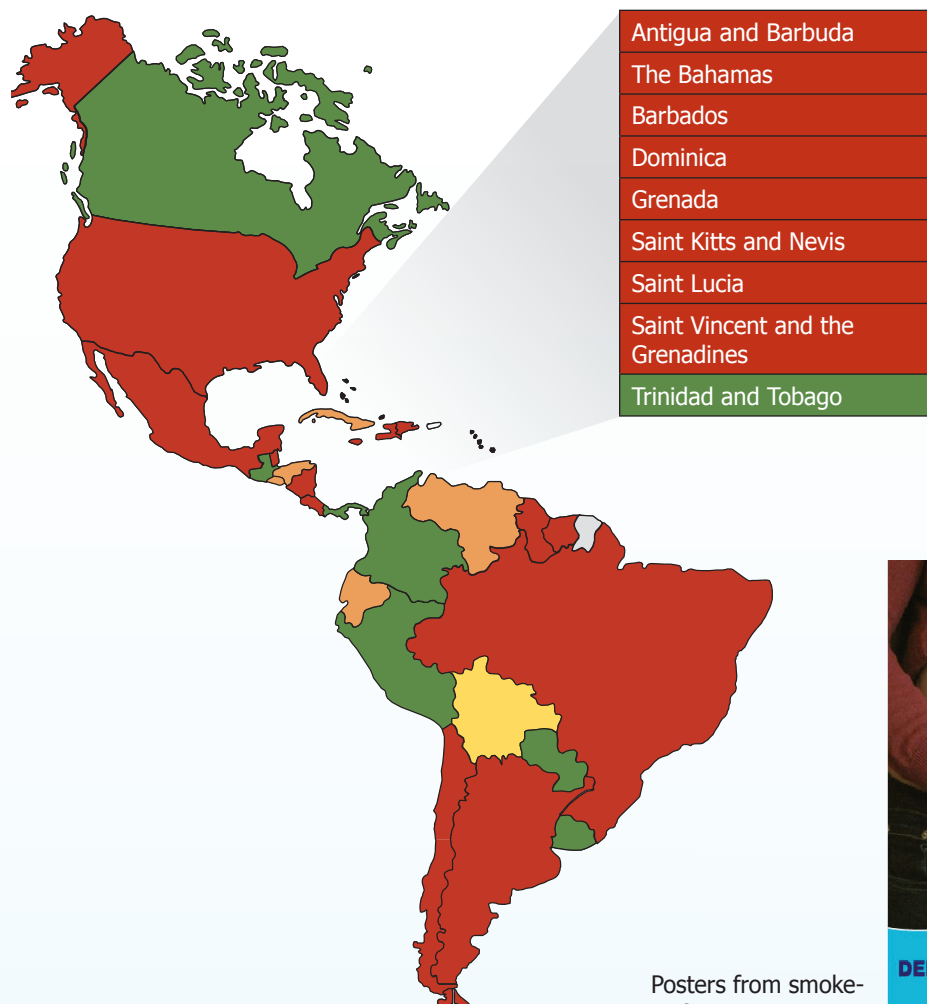 Antigua and Barbuda
The Bahamas
Barbados
Dominica
Grenada
Saint Kitts and Nevis
Saint Lucia
Saint Vincent and the
Grenadines
Trinidad and Tobago
Posters from smoke-